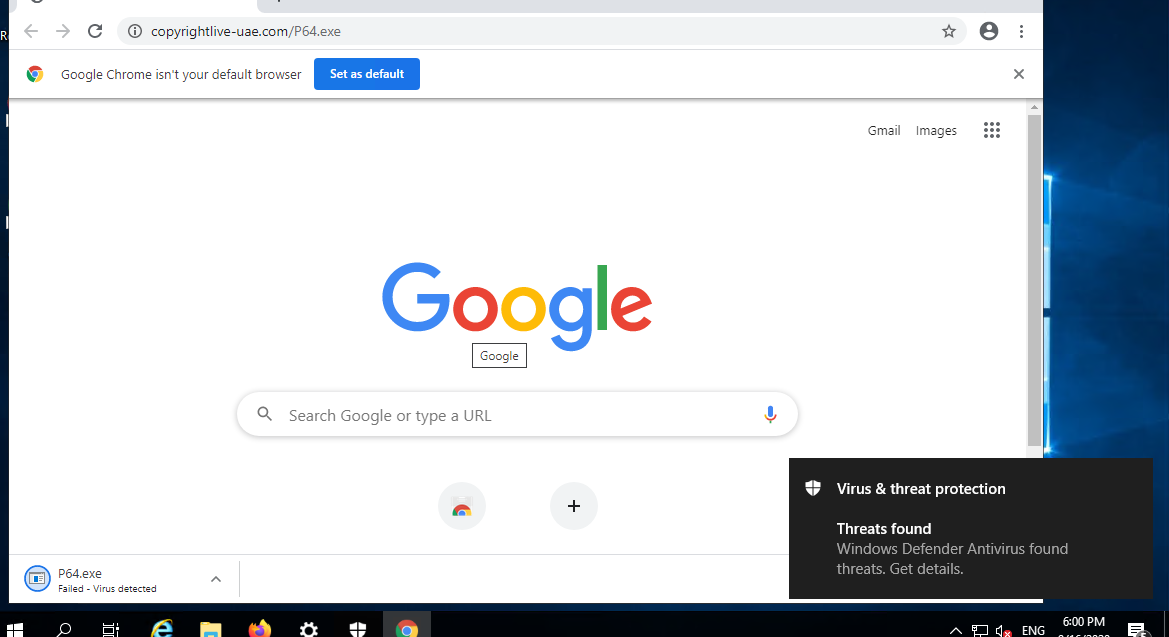 copyrightlive-uae.com/P64.exe
Google Chrome isn't your default browser
Set as default
Gmail
Images
Google
Google
Search Google or type a URL
Virus & threat protection
Threats found
Windows Defender Antivirus found
threats. Get details.
P64.exe
Failed - Virus detected
ENG
6:00 PM